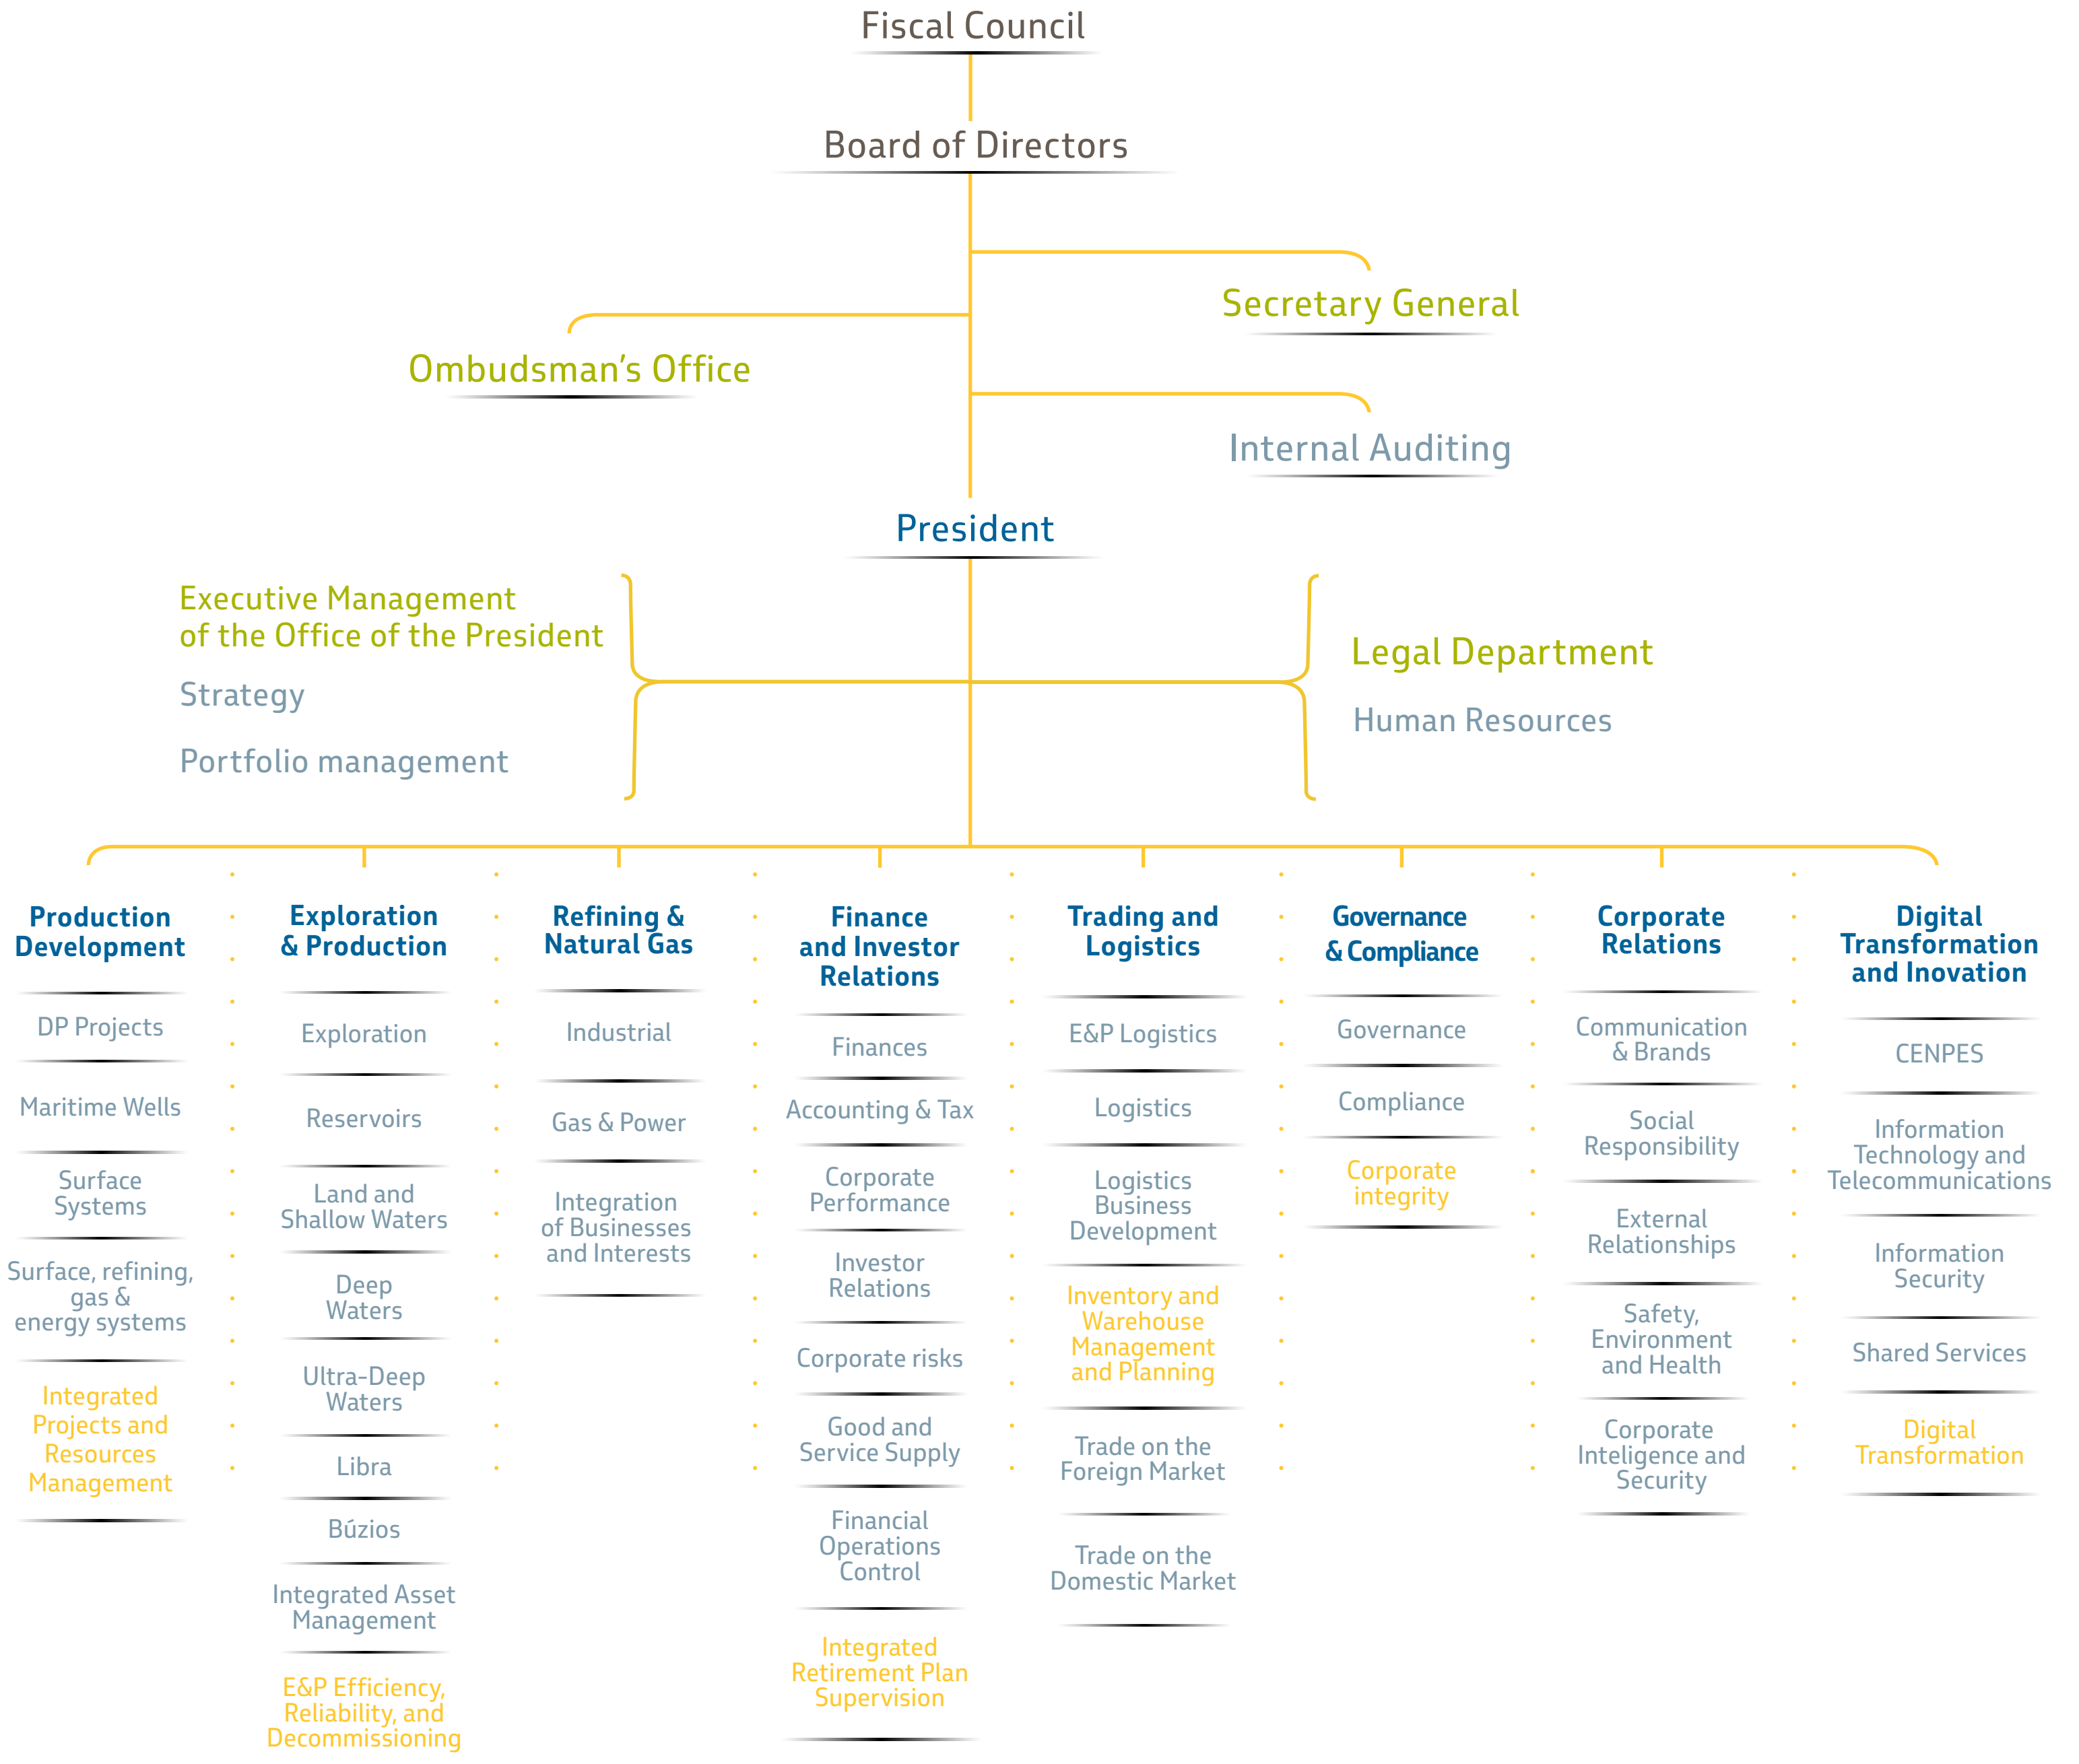 Fiscal Council
Board of Directors
Secretary General
Ombudsman’s Office
Internal Auditing
President
Executive Management
of the Office of the President
Strategy
Portfolio management
Legal Department
Human Resources
Production
Development
DP Projects
Maritime Wells
Surface
Systems
Surface, refining,
gas &
energy systems
Integrated
Projects and
Resources
Management
Exploration
& Production
Exploration
Reservoirs
Land and
Shallow Waters
Deep
Waters
Ultra-Deep
Waters
Libra
Búzios
Integrated Asset
Management
E&P Efficiency,
Reliability, and
Decommissioning
Refining &
Natural Gas
Industrial
Gas & Power
Integration
of Businesses
and Interests
Finance
and Investor
Relations
Finances
Accounting & Tax
Corporate
Performance
Investor
Relations
Corporate risks
Good and
Service Supply
Financial
Operations
Control
Integrated
Retirement Plan
Supervision
Trading and
Logistics
E&P Logistics
Logistics
Logistics
Business
Development
Inventory and
Warehouse
Management
and Planning
Trade on the
Foreign Market
Trade on the
Domestic Market
Governance
& Compliance
Governance
Compliance
Corporate
integrity
Corporate
Relations
Communication
& Brands
Social
Responsibility
External
Relationships
Safety,
Environment
and Health
Corporate
Inteligence and
Security
Digital
Transformation
and Inovation
CENPES
Information
Technology and
Telecommunications
Information
Security
Shared Services
Digital
Transformation